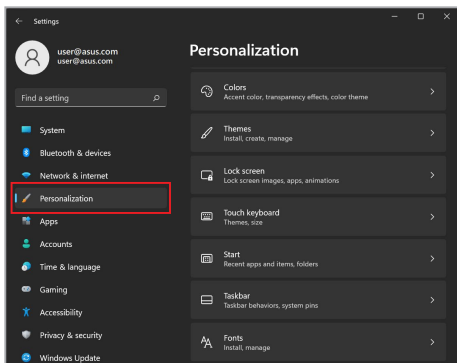 Settings
user@asus.com
user@asus.com
Find a setting
System
Bluetooth & devices
Network & internet
Personalization
Apps
Accounts
Time & language
Gaming
Accessibility
Privacy & security
Windows Update
Personalization
Colors
Accent color, transparency effects, color theme
Themes
Install, create, manage
Lock screen
Lock screen images, apps, animations
Touch keyboard
Themes, size
Start
Recent apps and items, folders
Taskbar
Taskbar behaviors, system pins
Fonts
Install, manage